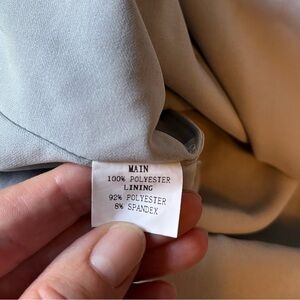 MAIN
100% POLYESTER
LINING
92% POLYESTER
8% SPANDEX